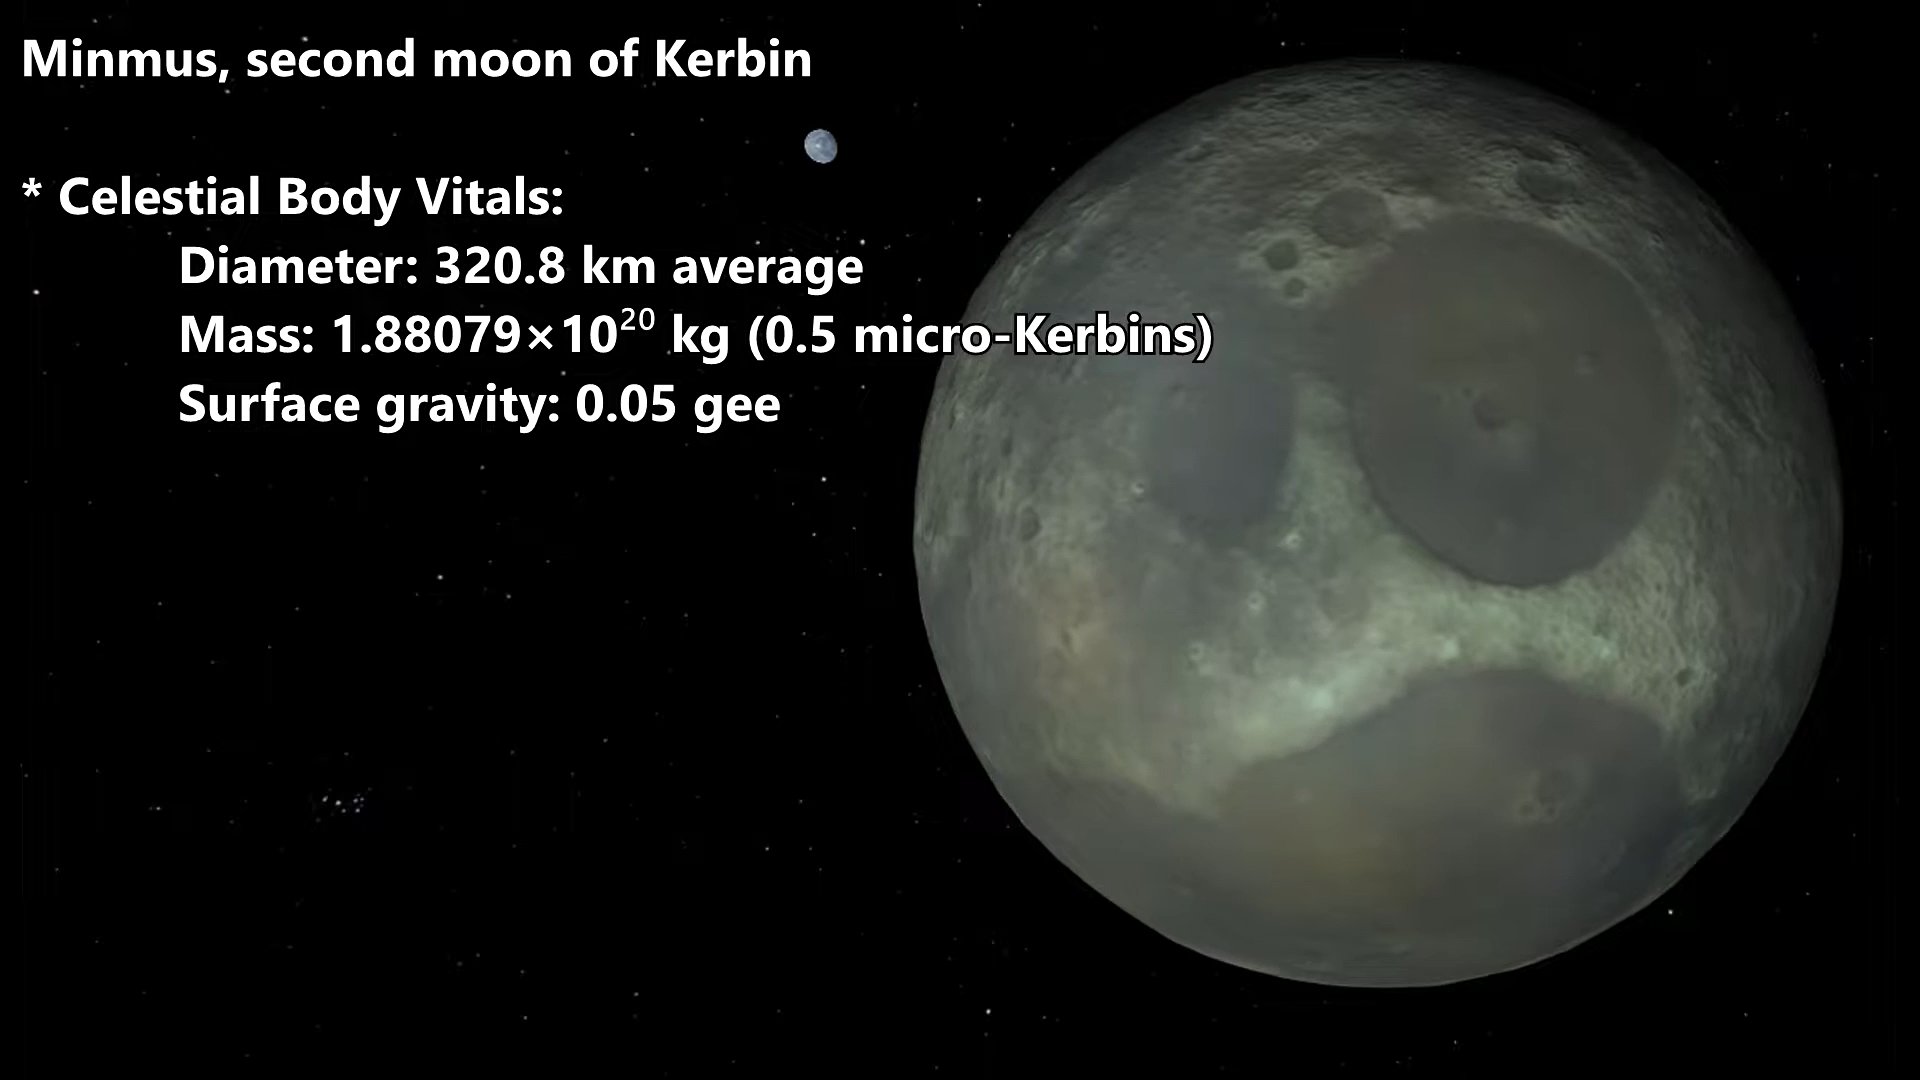 Minmus, second moon of Kerbin
* Celestial Body Vitals:
Diameter: 320.8 km average
Mass: 1.88079×10²⁰ kg (0.5 micro-Kerbins)
Surface gravity: 0.05 gee